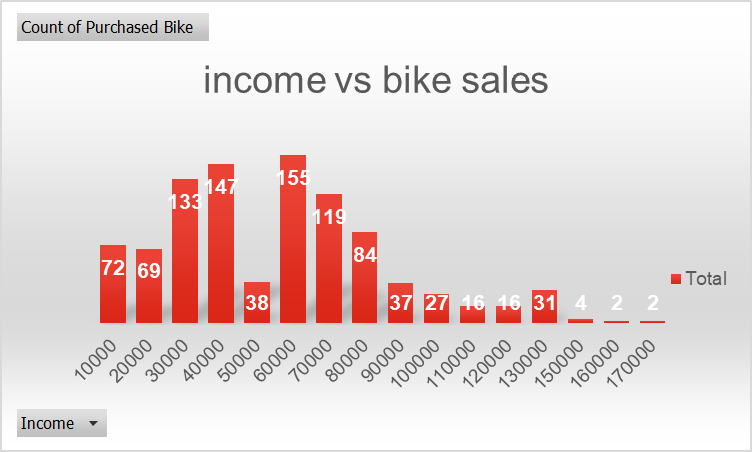 Count of Purchased Bike
income vs bike sales
72 69 133 147 38 155 119 84 37 27 16 16 31 4 2 2
Total
10000 20000 30000 40000 50000 60000 70000 80000 90000 100000 110000 120000 130000 150000 160000 170000
Income